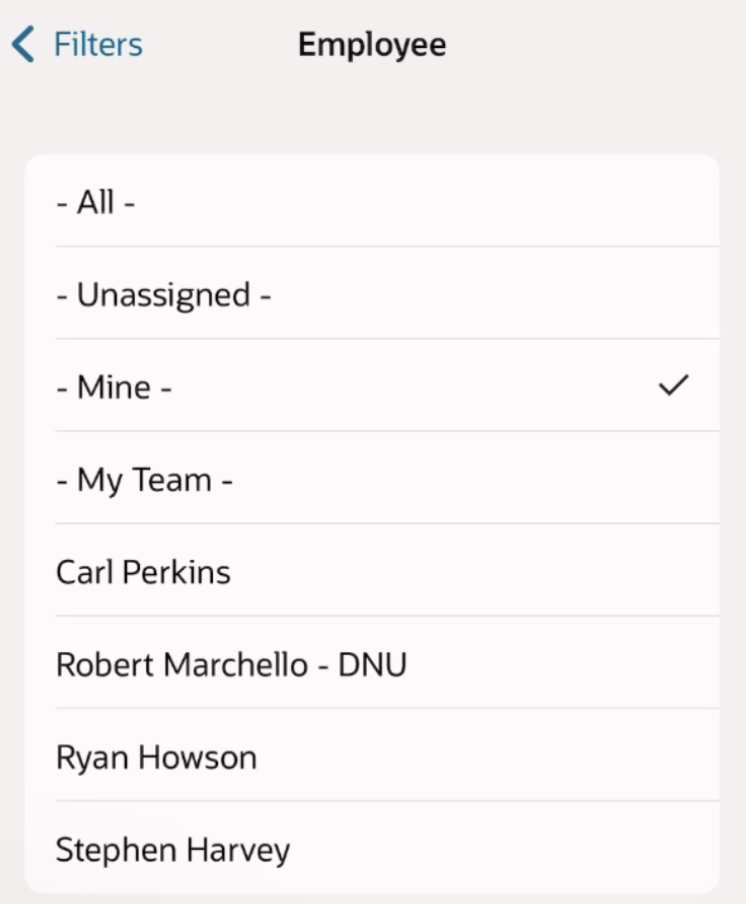 Filters
Employee
- All -
- Unassigned -
- Mine -
- My Team -
Carl Perkins
Robert Marchello - DNU
Ryan Howson
Stephen Harvey